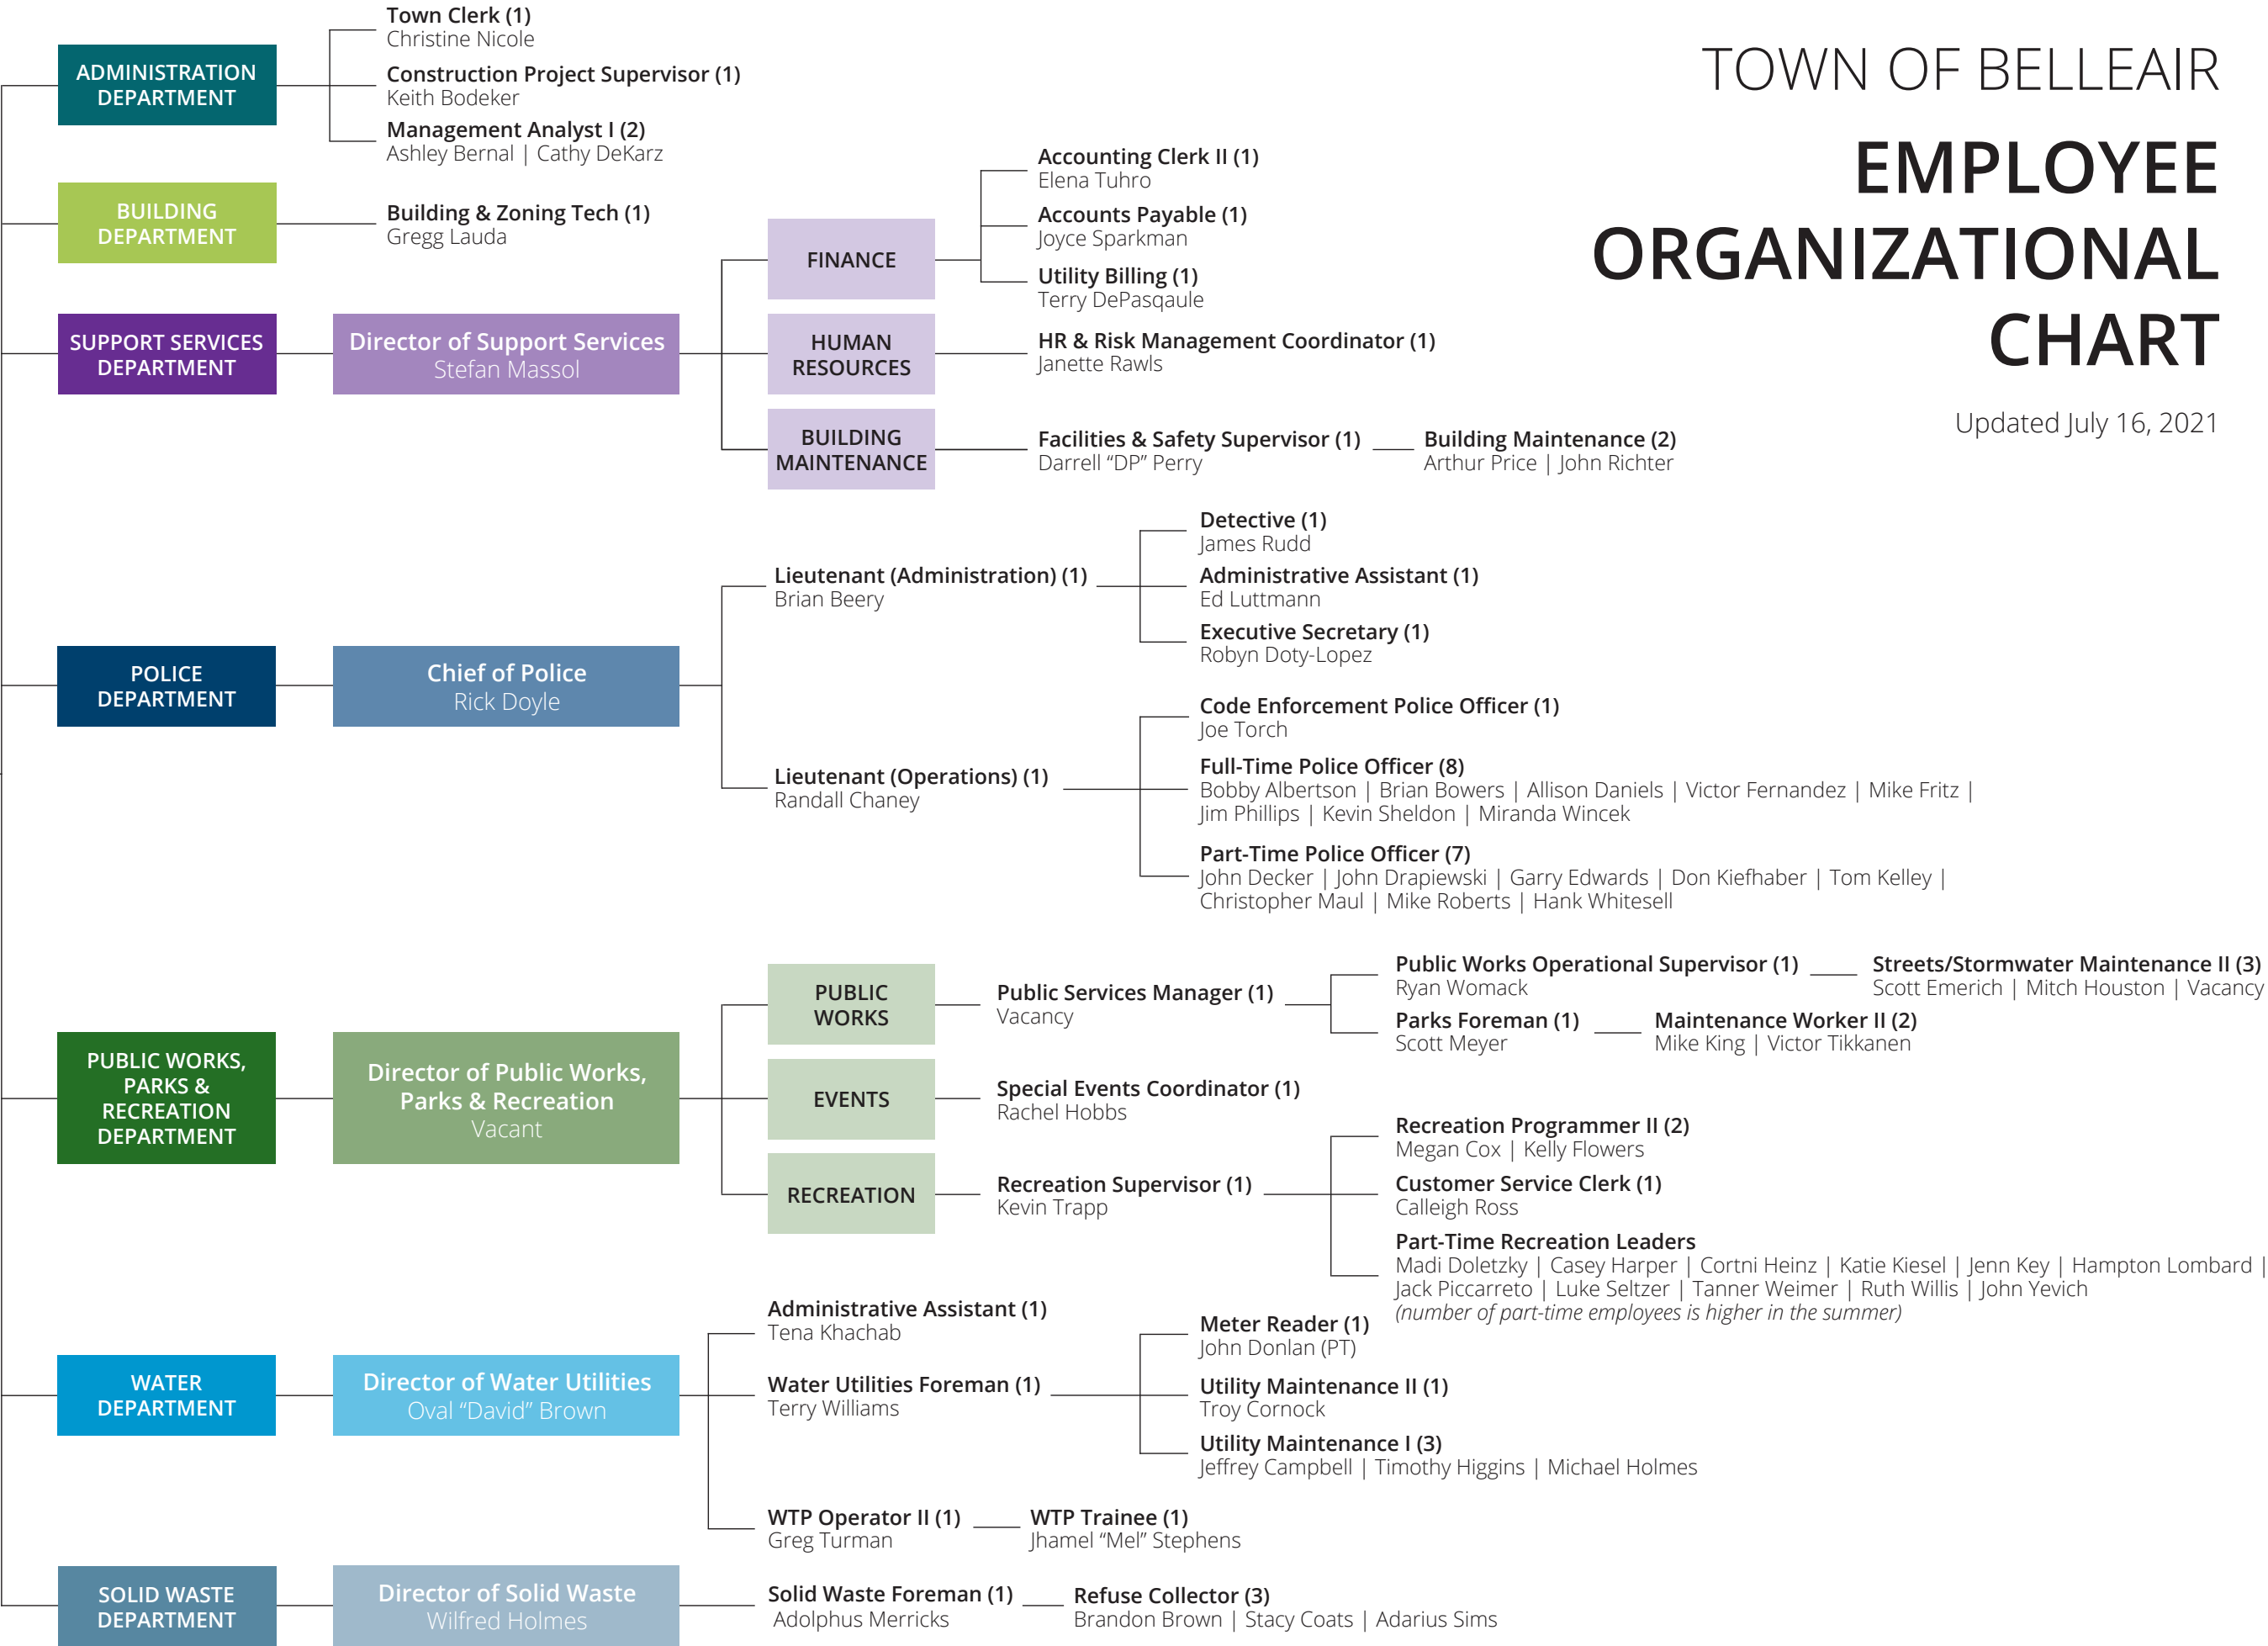 TOWN OF BELLEAIR
EMPLOYEE
ORGANIZATIONAL
CHART
Updated July 16, 2021
ADMINISTRATION
DEPARTMENT
Town Clerk (1)
Christine Nicole
Construction Project Supervisor (1)
Keith Bodeker
Management Analyst I (2)
Ashley Bernal | Cathy DeKarz
BUILDING
DEPARTMENT
Building & Zoning Tech (1)
Gregg Lauda
SUPPORT SERVICES
DEPARTMENT
Director of Support Services
Stefan Massol
FINANCE
Accounting Clerk II (1)
Elena Tuhro
Accounts Payable (1)
Joyce Sparkman
Utility Billing (1)
Terry DePasqaule
HUMAN
RESOURCES
HR & Risk Management Coordinator (1)
Janette Rawls
BUILDING
MAINTENANCE
Facilities & Safety Supervisor (1)
Darrell “DP” Perry
Building Maintenance (2)
Arthur Price | John Richter
POLICE
DEPARTMENT
Chief of Police
Rick Doyle
Lieutenant (Administration) (1)
Brian Beery
Detective (1)
James Rudd
Administrative Assistant (1)
Ed Luttmann
Executive Secretary (1)
Robyn Doty-Lopez
Lieutenant (Operations) (1)
Randall Chaney
Code Enforcement Police Officer (1)
Joe Torch
Full-Time Police Officer (8)
Bobby Albertson | Brian Bowers | Allison Daniels | Victor Fernandez | Mike Fritz |
Jim Phillips | Kevin Sheldon | Miranda Wincek
Part-Time Police Officer (7)
John Decker | John Drapiewski | Garry Edwards | Don Kiefhaber | Tom Kelley |
Christopher Maul | Mike Roberts | Hank Whitesell
PUBLIC WORKS,
PARKS &
RECREATION
DEPARTMENT
Director of Public Works,
Parks & Recreation
Vacant
PUBLIC
WORKS
Public Services Manager (1)
Vacancy
Public Works Operational Supervisor (1)
Ryan Womack
Streets/Stormwater Maintenance II (3)
Scott Emerich | Mitch Houston | Vacancy
Parks Foreman (1)
Scott Meyer
Maintenance Worker II (2)
Mike King | Victor Tikkanen
EVENTS
Special Events Coordinator (1)
Rachel Hobbs
RECREATION
Recreation Supervisor (1)
Kevin Trapp
Recreation Programmer II (2)
Megan Cox | Kelly Flowers
Customer Service Clerk (1)
Calleigh Ross
Part-Time Recreation Leaders
Madi Doletzky | Casey Harper | Cortni Heinz | Katie Kiesel | Jenn Key | Hampton Lombard |
Jack Piccarreto | Luke Seltzer | Tanner Weimer | Ruth Willis | John Yevich
(number of part-time employees is higher in the summer)
WATER
DEPARTMENT
Director of Water Utilities
Oval “David” Brown
Administrative Assistant (1)
Tena Khachab
Water Utilities Foreman (1)
Terry Williams
Meter Reader (1)
John Donlan (PT)
Utility Maintenance II (1)
Troy Cornock
Utility Maintenance I (3)
Jeffrey Campbell | Timothy Higgins | Michael Holmes
WTP Operator II (1)
Greg Turman
WTP Trainee (1)
Jhamel “Mel” Stephens
SOLID WASTE
DEPARTMENT
Director of Solid Waste
Wilfred Holmes
Solid Waste Foreman (1)
Adolphus Merricks
Refuse Collector (3)
Brandon Brown | Stacy Coats | Adarius Sims